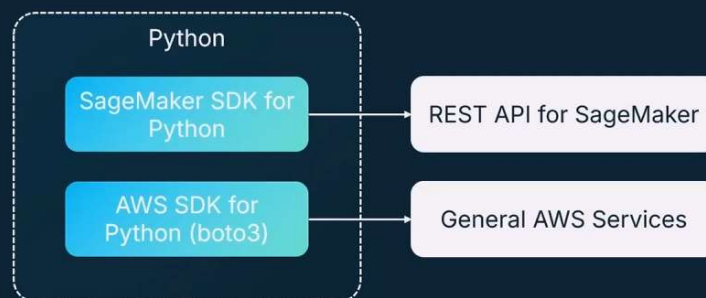 Python
SageMaker SDK for
Python
REST API for SageMaker
AWS SDK for
Python (boto3)
General AWS Services